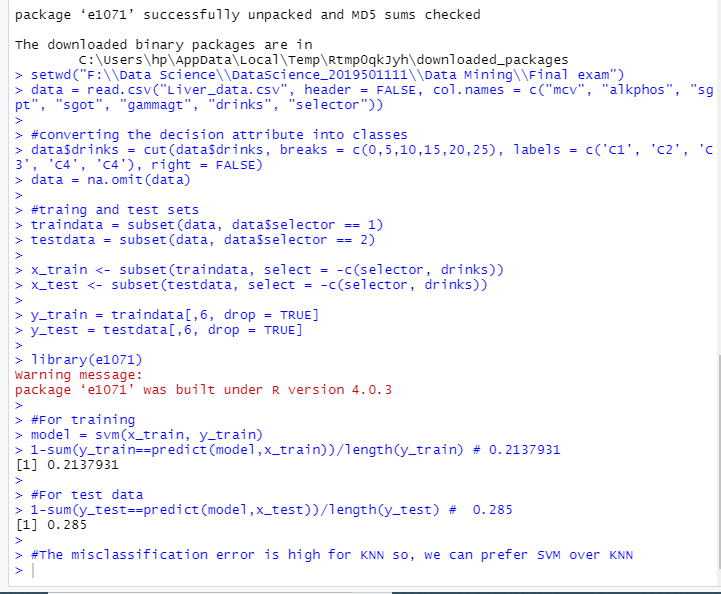 package ‘e1071’ successfully unpacked and MD5 sums checked
The downloaded binary packages are in
C:\Users\hp\AppData\Local\Temp\RtmpOqkJyh\downloaded_packages
> setwd("F:\\Data Science\\DataScience_2019501111\\Data Mining\\Final exam")
> data = read.csv("Liver_data.csv", header = FALSE, col.names = c("mcv", "alkphos", "sg
pt", "sgot", "gammagt", "drinks", "selector"))
>
> #converting the decision attribute into classes
> data$drinks = cut(data$drinks, breaks = c(0,5,10,15,20,25), labels = c('C1', 'C2', 'C
3', 'C4', 'C4'), right = FALSE)
> data = na.omit(data)
>
> #traing and test sets
> traindata = subset(data, data$selector == 1)
> testdata = subset(data, data$selector == 2)
>
> x_train <- subset(traindata, select = -c(selector, drinks))
> x_test <- subset(testdata, select = -c(selector, drinks))
>
> y_train = traindata[,6, drop = TRUE]
> y_test = testdata[,6, drop = TRUE]
>
> library(e1071)
Warning message:
package ‘e1071’ was built under R version 4.0.3
>
> #For training
> model = svm(x_train, y_train)
> 1-sum(y_train==predict(model,x_train))/length(y_train) # 0.2137931
[1] 0.2137931
>
> #For test data
> 1-sum(y_test==predict(model,x_test))/length(y_test) #  0.285
[1] 0.285
>
> #The misclassification error is high for KNN so, we can prefer SVM over KNN
>